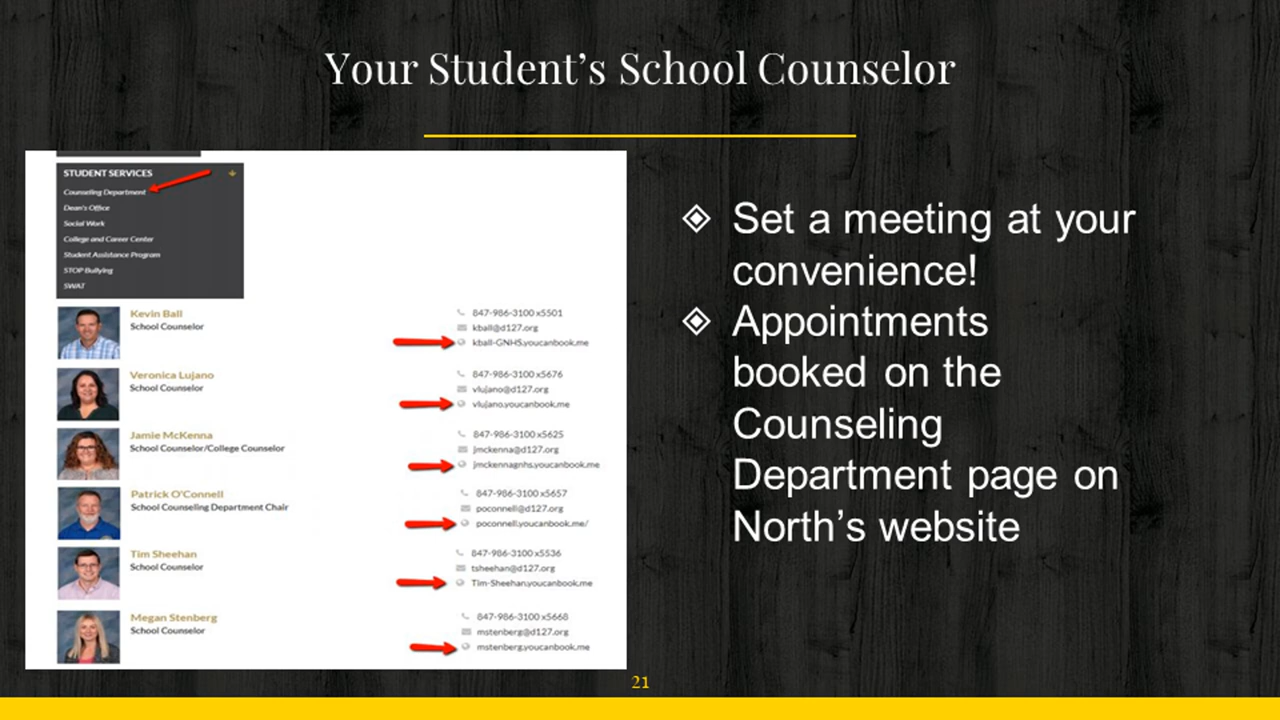 Your Student’s School Counselor
STUDENT SERVICES
Counseling Department
Dean's Office
Social Work
College and Career Center
Student Assistance Program
STOP Bullying
SWAT
Kevin Ball
School Counselor
847-986-3100 x5501
kball@d127.org
kball-GNHS.youcanbook.me
Veronica Lujano
School Counselor
847-986-3100 x5676
vlujano@d127.org
vlujano.youcanbook.me
Jamie McKenna
School Counselor/College Counselor
847-986-3100 x5625
jmckenna@d127.org
jmckennagnhs.youcanbook.me
Patrick O'Connell
School Counseling Department Chair
847-986-3100 x5657
poconnell@d127.org
poconnell.youcanbook.me/
Tim Sheehan
School Counselor
847-986-3100 x5536
tsheehan@d127.org
Tim-Sheehan.youcanbook.me
Megan Stenberg
School Counselor
847-986-3100 x5668
mstenberg@d127.org
mstenberg.youcanbook.me
Set a meeting at your
convenience!
Appointments
booked on the
Counseling
Department page on
North’s website
21